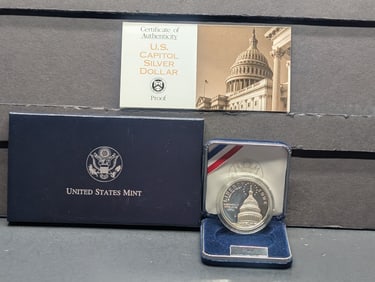 Certificate of
Authenticity
U.S.
CAPITOL
SILVER
DOLLAR
Proof
UNITED STATES MINT